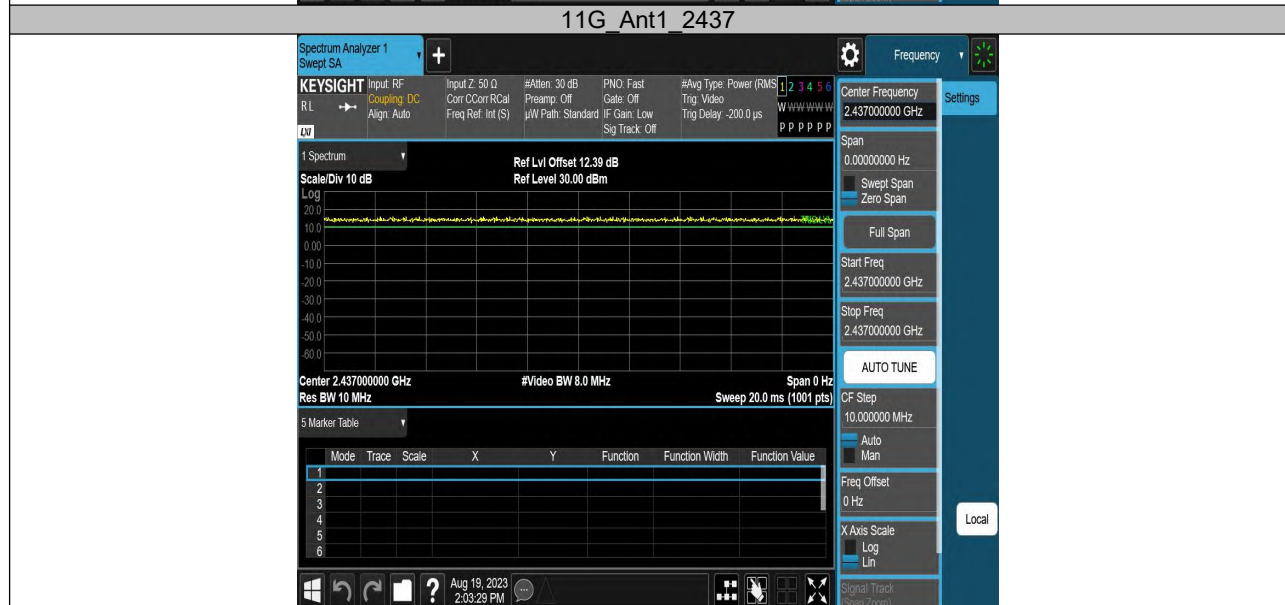 11G_Ant1_2437
Spectrum Analyzer 1
Swept SA
+
Frequency
KEYSIGHT
RL
LXI
Input: RF
Coupling: DC
Align: Auto
Input Z: 50 Ω
Corr CCorr RCal
Freq Ref: Int (S)
#Atten: 30 dB
Preamp: Off
µW Path: Standard
PNO: Fast
Gate: Off
IF Gain: Low
Sig Track: Off
#Avg Type: Power (RMS
Trig: Video
Trig Delay: -200.0 µs
1 2 3 4 5 6
W W W W W W
P P P P P P
Center Frequency
2.437000000 GHz
Settings
Span
0.00000000 Hz
Swept Span
Zero Span
Full Span
Start Freq
2.437000000 GHz
Stop Freq
2.437000000 GHz
AUTO TUNE
CF Step
10.000000 MHz
Auto
Man
Freq Offset
0 Hz
X Axis Scale
Log
Lin
Signal Track
(Span Zoom)
Local
1 Spectrum
Scale/Div 10 dB
Ref Lvl Offset 12.39 dB
Ref Level 30.00 dBm
Log
20.0
10.0
0.00
-10.0
-20.0
-30.0
-40.0
-50.0
-60.0
Center 2.437000000 GHz
#Video BW 8.0 MHz
Span 0 Hz
Res BW 10 MHz
Sweep 20.0 ms (1001 pts)
5 Marker Table
Mode Trace Scale X Y Function Function Width Function Value
1
2
3
4
5
6
?
Aug 19, 2023
2:03:29 PM